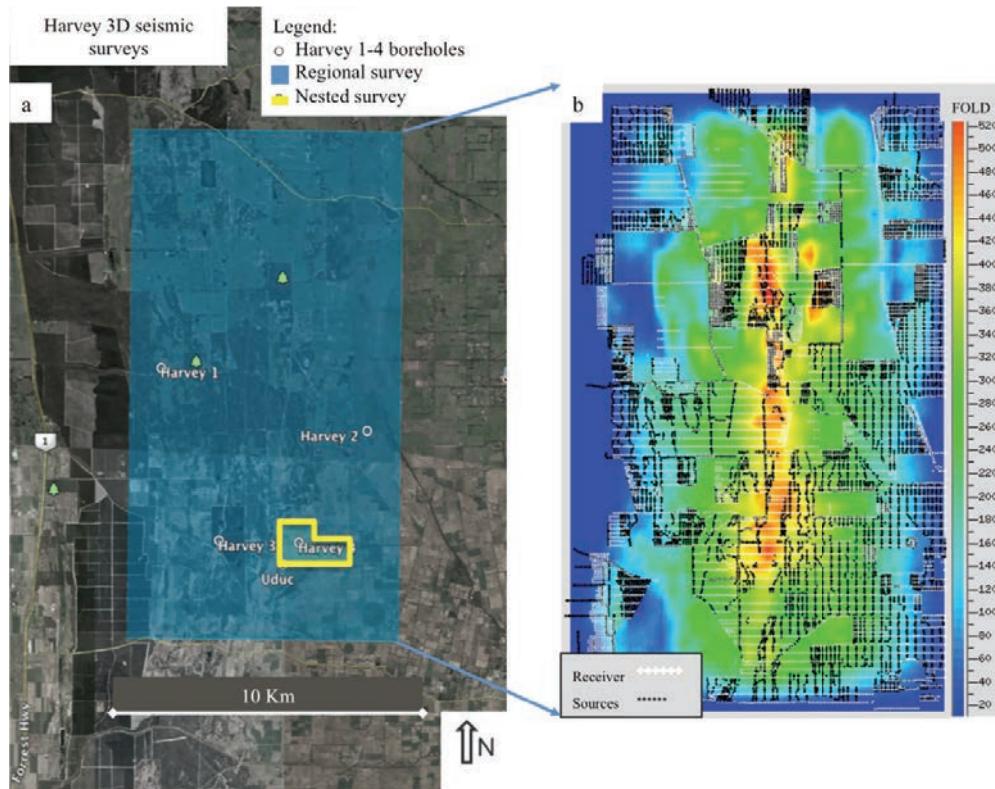 Harvey 3D seismic
surveys
Legend:
Harvey 1-4 boreholes
Regional survey
Nested survey
a
Harvey 1
Harvey 2
1
Harvey 3
Harvey
Uduc
10 Km
Forrest Hwy
N
b
FOLD
520
500
480
460
440
420
400
380
360
340
320
300
280
260
240
220
200
180
160
140
120
100
80
60
40
20
Receiver
Sources